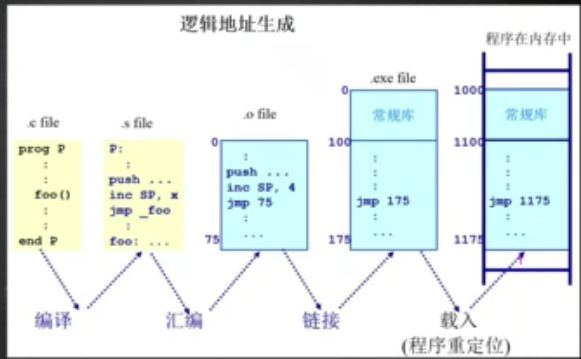 逻辑地址生成
程序在内存中
.c file
.s file
.o file
.exe file
prog P
:
:
foo()
:
:
end P
P:
:
push ...
inc SP, x
jmp _foo
:
foo: ...
0
:
push ...
inc SP, 4
jmp 75
:
...
75
0
常规库
100
:
:
:
jmp 175
:
...
175
1000
常规库
1100
:
:
:
jmp 1175
:
...
1175
编译
汇编
链接
载入
(程序重定位)